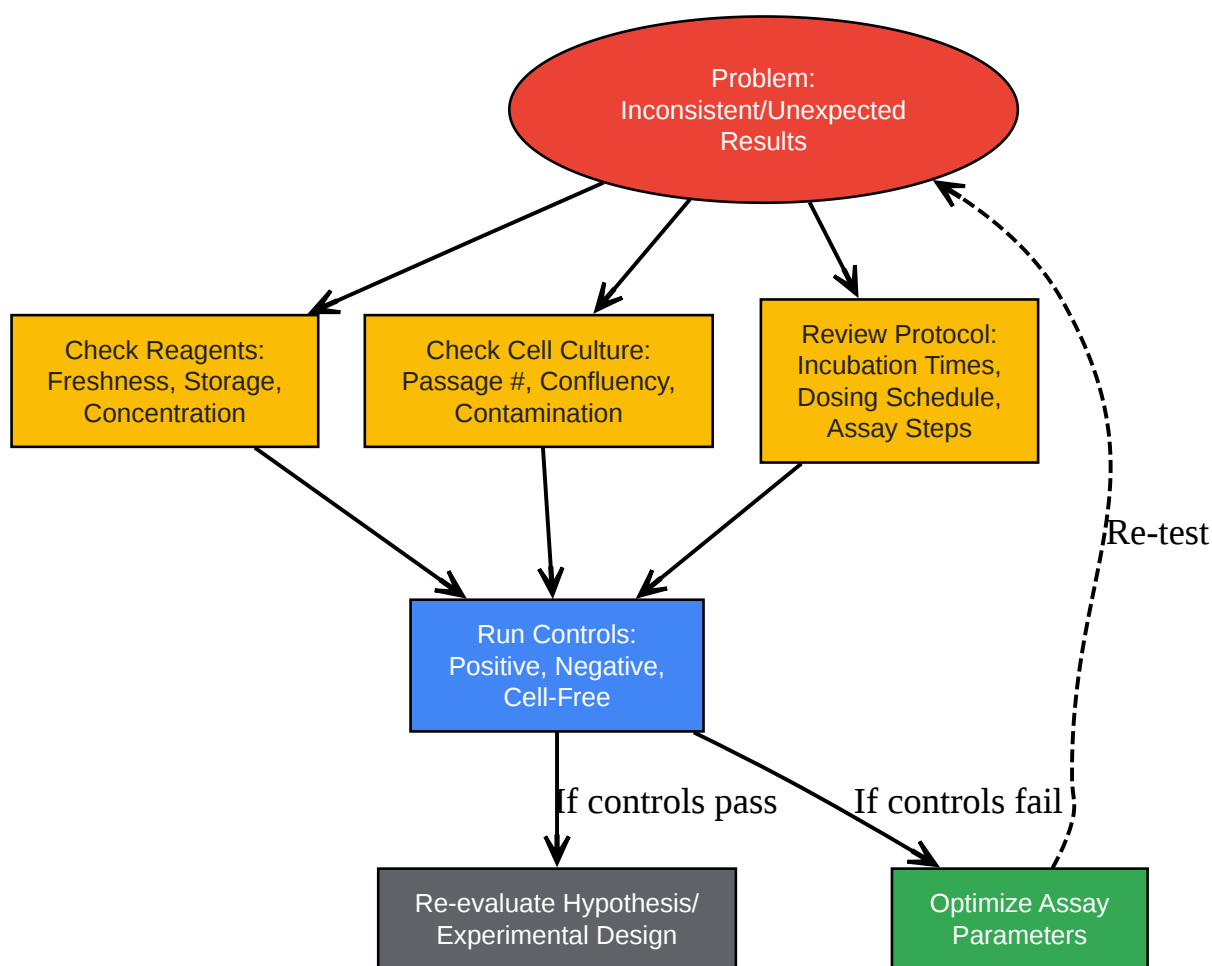 Problem:
Inconsistent/Unexpected
Results
Check Reagents:
Freshness, Storage,
Concentration
Check Cell Culture:
Passage #, Confluency,
Contamination
Review Protocol:
Incubation Times,
Dosing Schedule,
Assay Steps
Re-test
Run Controls:
Positive, Negative,
Cell-Free
If controls pass
If controls fail
Re-evaluate Hypothesis/
Experimental Design
Optimize Assay
Parameters